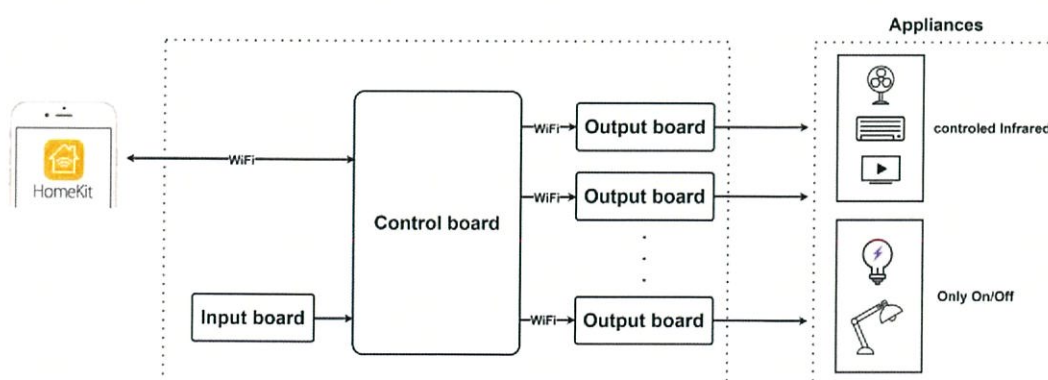 Appliances
HomeKit
WiFi
Control board
Input board
WiFi
Output board
WiFi
Output board
WiFi
Output board
controled Infrared
Only On/Off